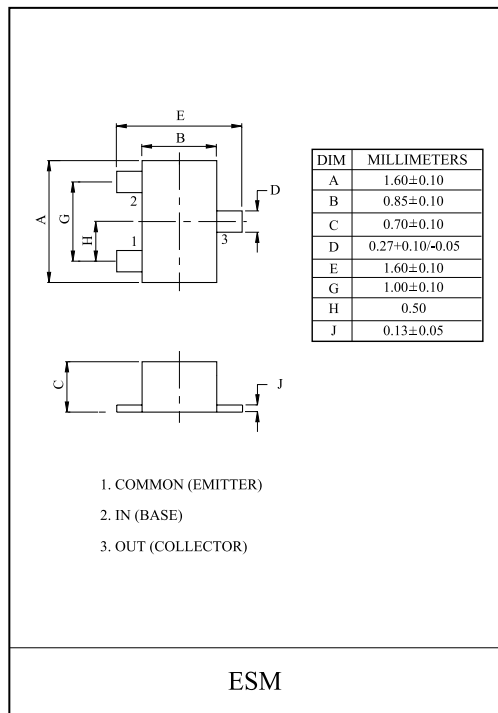 E
B
D
A
G
H
2
1
3
C
J
DIM MILLIMETERS
A 1.60±0.10
B 0.85±0.10
C 0.70±0.10
D 0.27+0.10/-0.05
E 1.60±0.10
G 1.00±0.10
H 0.50
J 0.13±0.05
1. COMMON (EMITTER)
2. IN (BASE)
3. OUT (COLLECTOR)
ESM